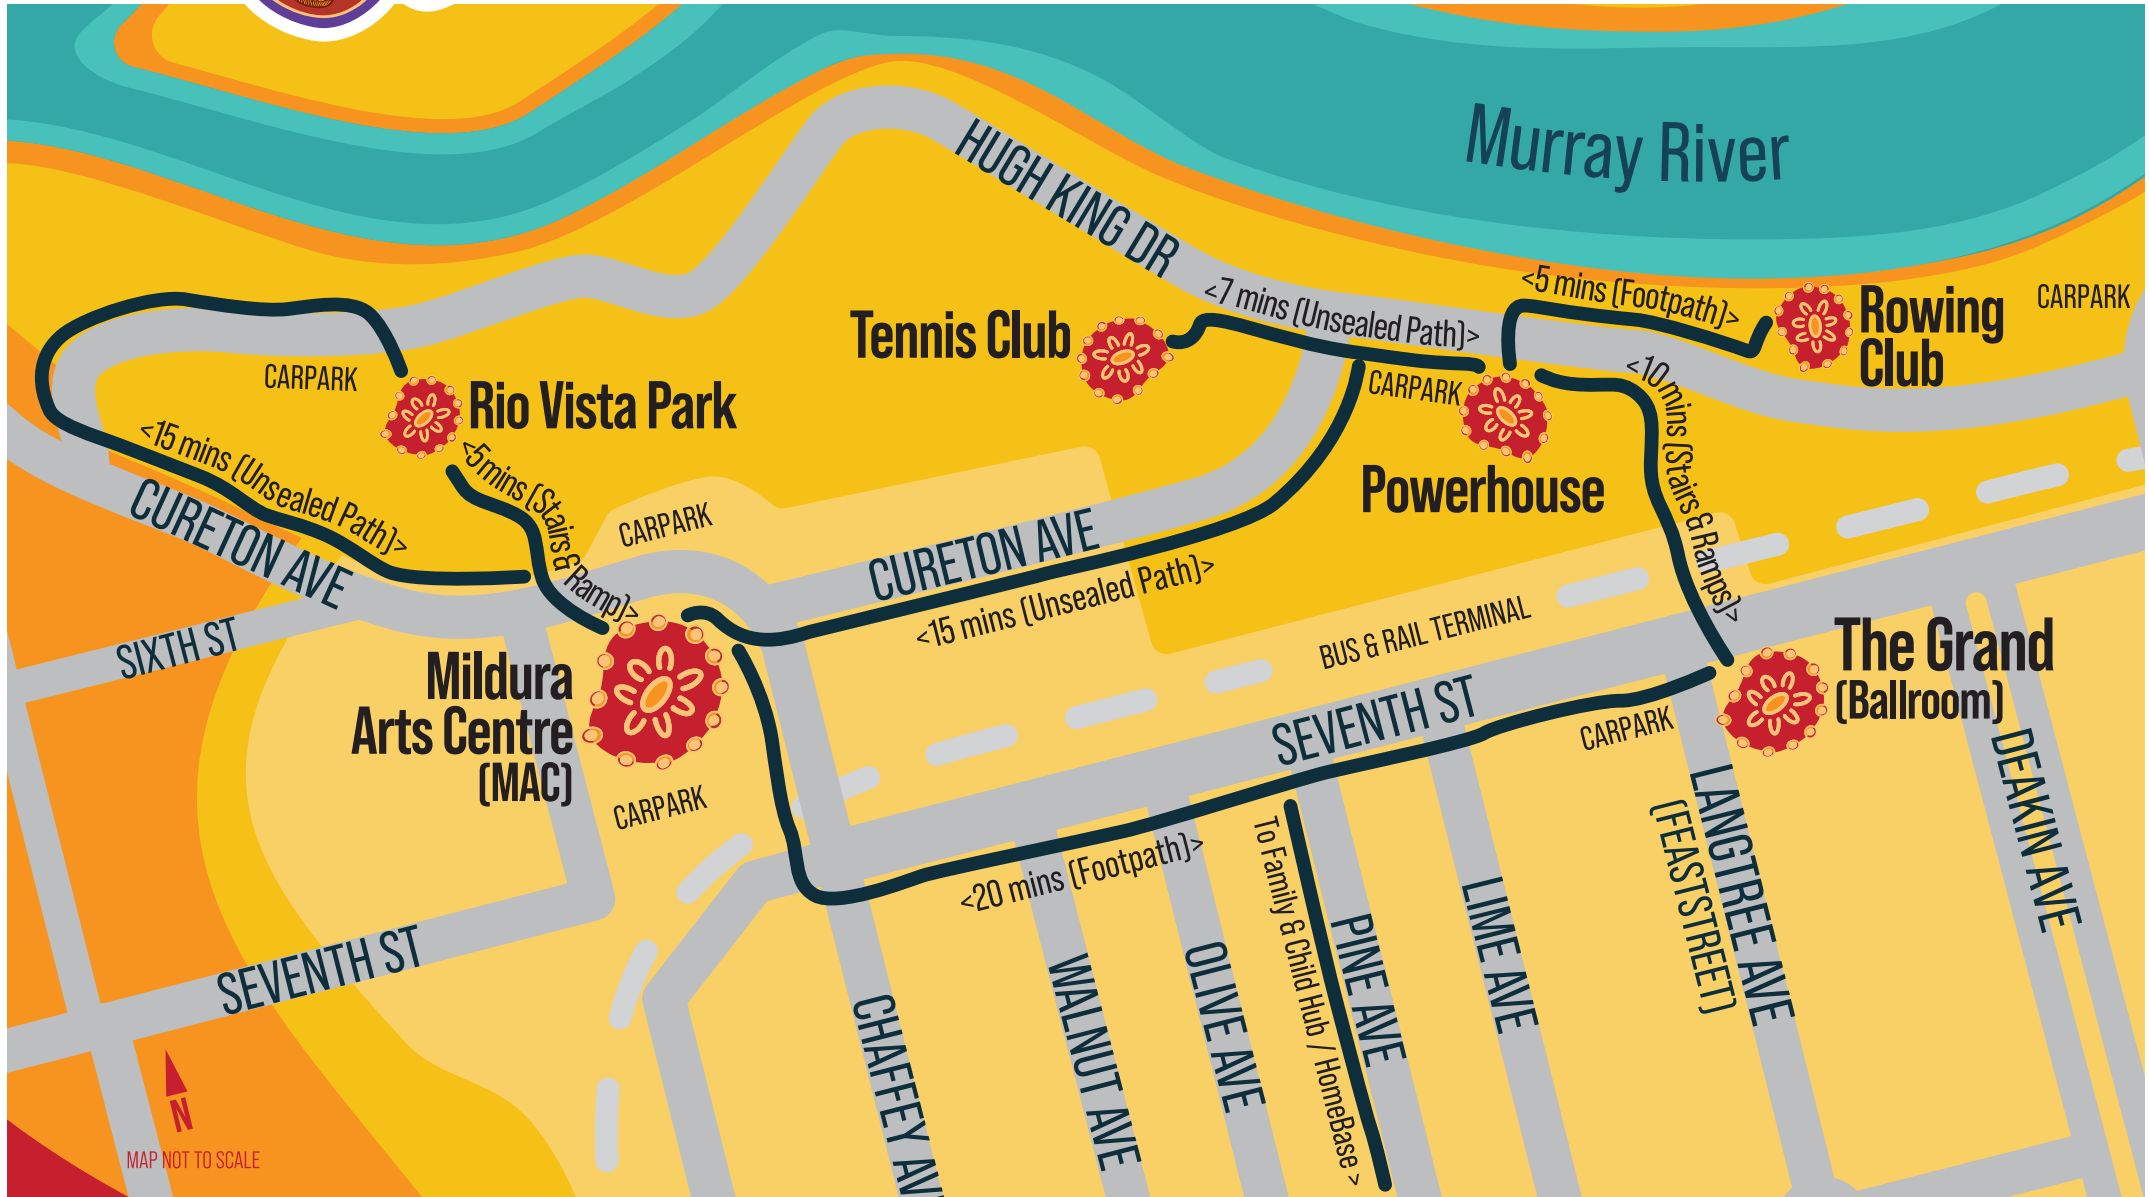 Murray River
HUGH KING DR
<7 mins (Unsealed Path)>
<5 mins (Footpath)>
CARPARK
Rowing
Club
Tennis Club
CARPARK
Powerhouse
<10mins (Stairs & Ramps)>
CARPARK
Rio Vista Park
<15 mins (Unsealed Path)>
<5mins (Stairs & Ramp)>
CURETON AVE
CARPARK
CURETON AVE
<15 mins (Unsealed Path)>
BUS & RAIL TERMINAL
SIXTH ST
Mildura
Arts Centre
(MAC)
CARPARK
SEVENTH ST
CARPARK
The Grand
(Ballroom)
<20 mins (Footpath)>
To Family & Child Hub / HomeBase >
SEVENTH ST
CHAFFEY AV
WALNUT AVE
OLIVE AVE
PINE AVE
LIME AVE
LANGTREE AVE
(FEASTSTREET)
DEAKIN AVE
N
MAP NOT TO SCALE